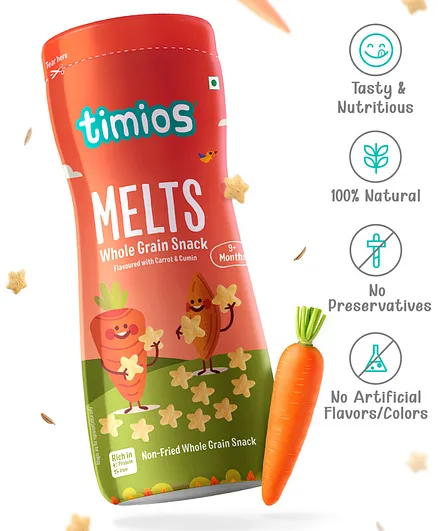 Tear here
timios
MELTS
Whole Grain Snack
Flavoured with Carrot & Cumin
9+
Months
Rich in
Protein
Non-Fried Whole Grain Snack
Tasty &
Nutritious
100% Natural
No
Preservatives
No Artificial
Flavors/Colors